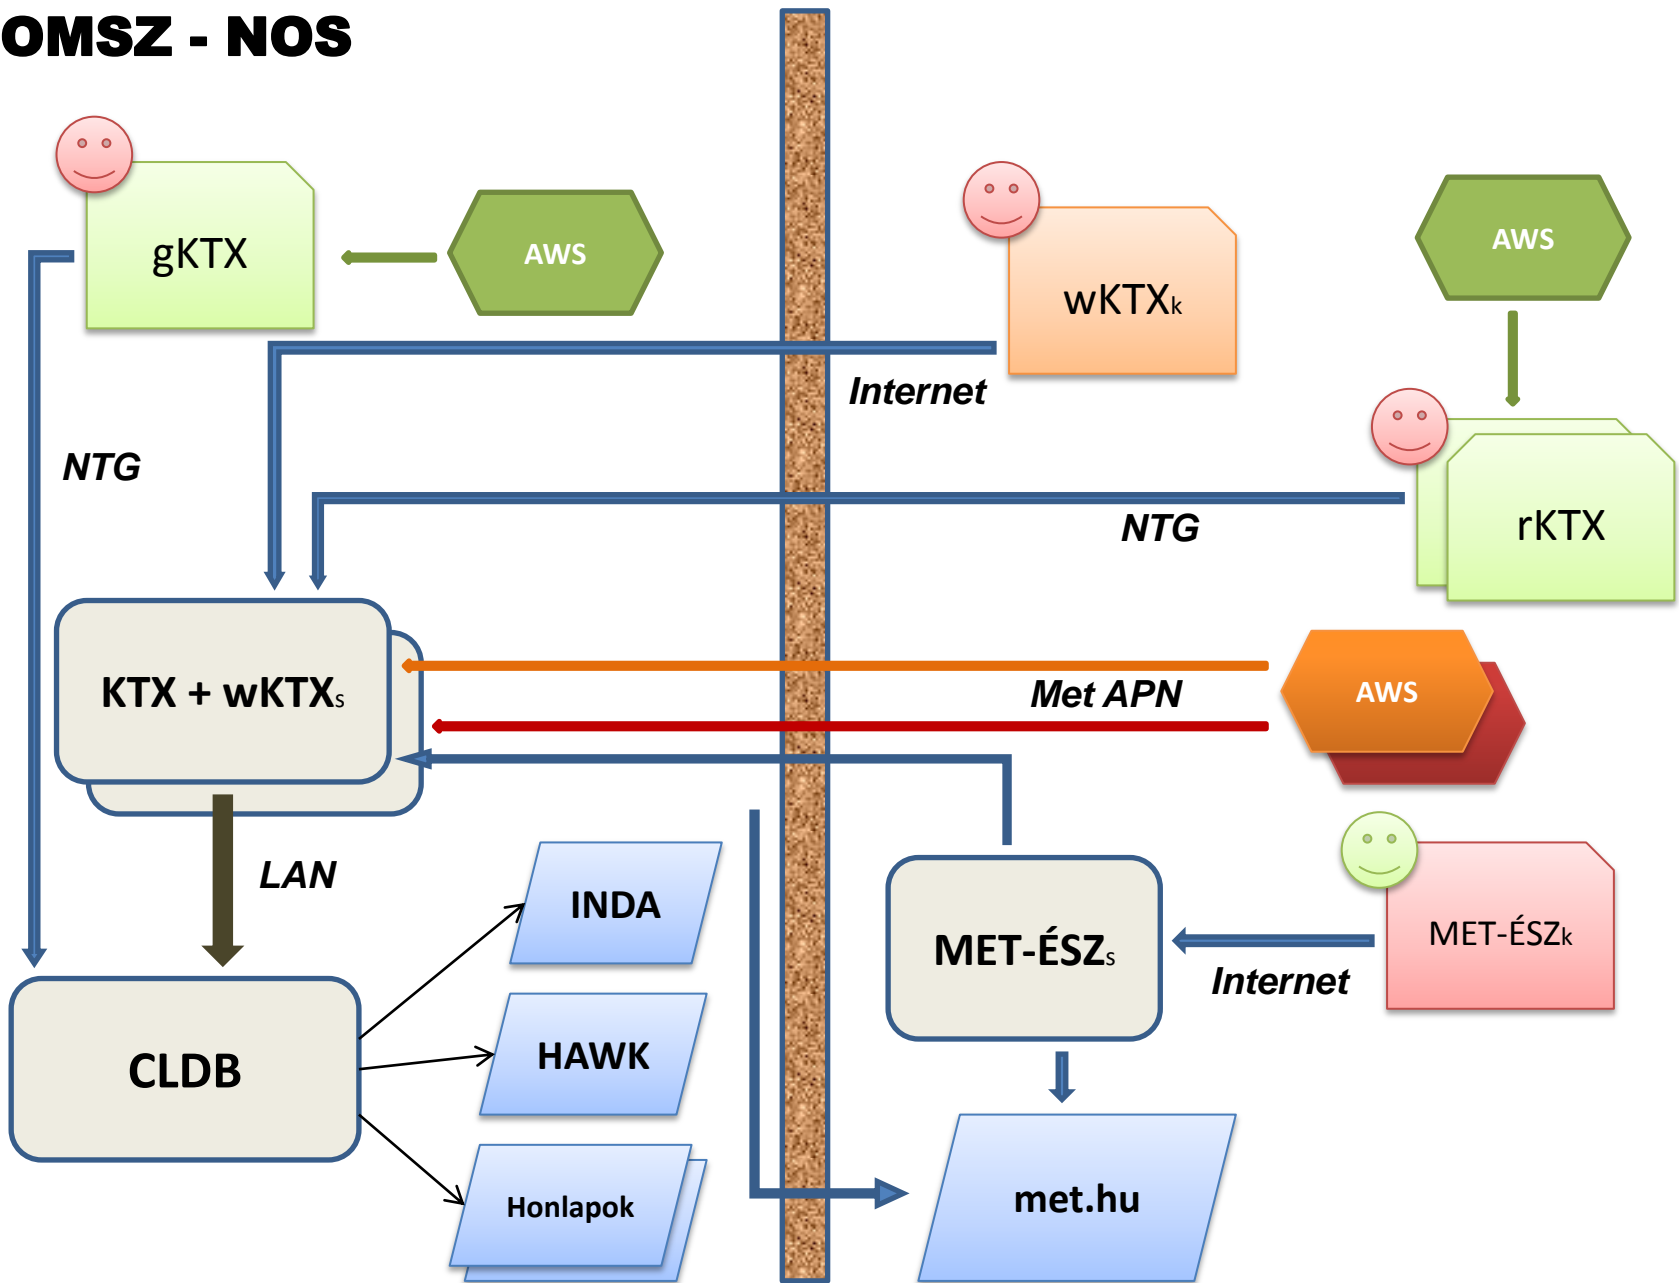 OMSZ - NOS
gKTX
AWS
wKTXk
AWS
Internet
NTG
NTG
rKTX
KTX + wKTXs
Met APN
AWS
LAN
INDA
MET-ÉSZs
MET-ÉSZk
Internet
HAWK
CLDB
Honlapok
met.hu